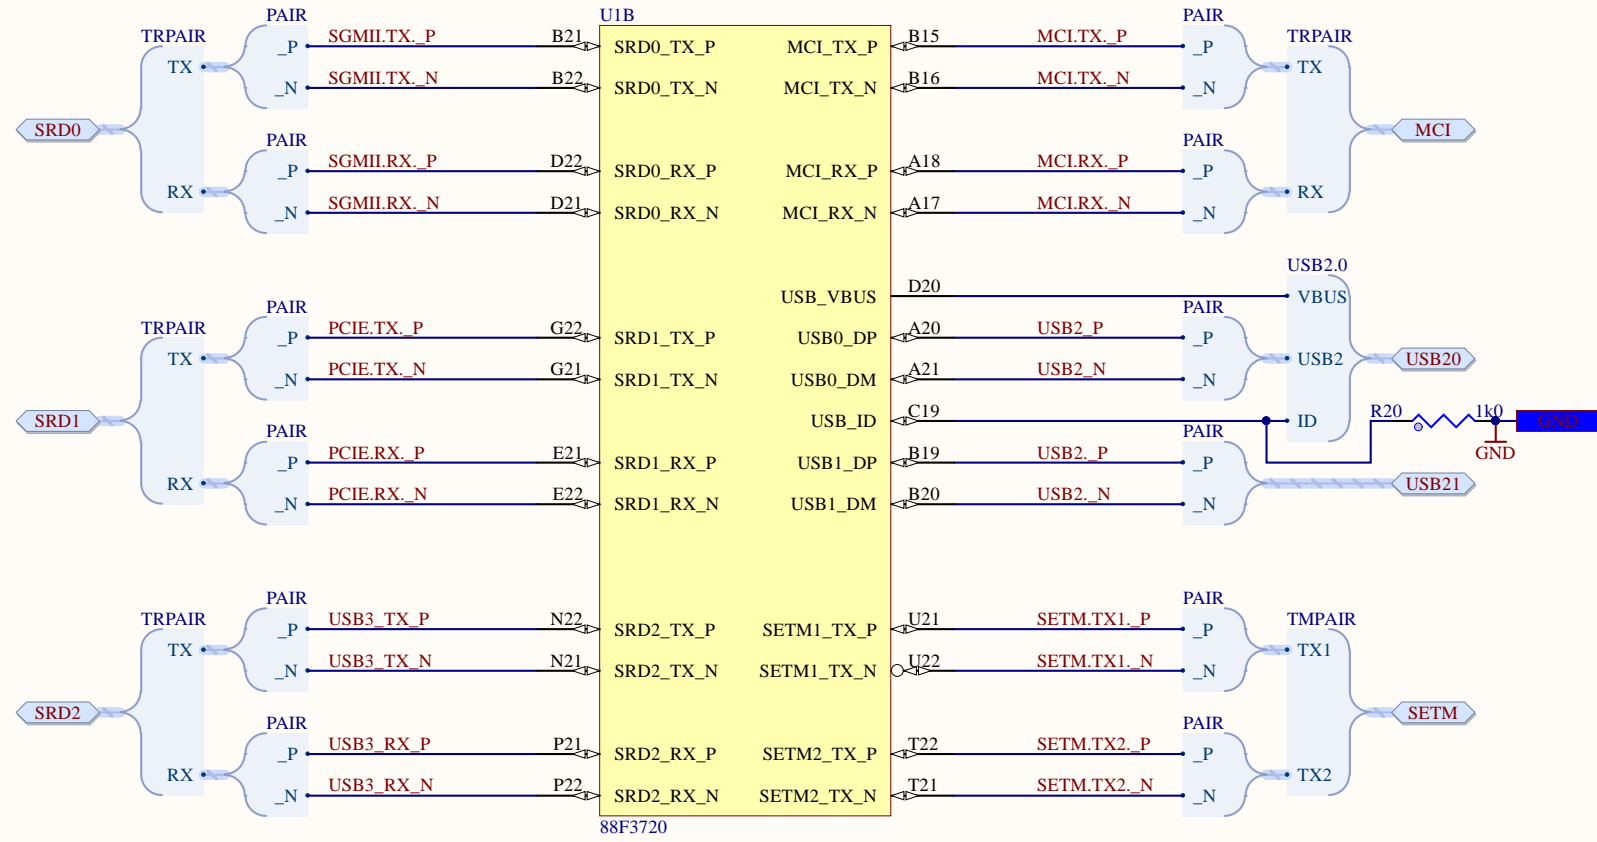 PAIR U1B PAIR
TRPAIR _P SGMII.TX._P B21 SRD0_TX_P MCI_TX_P B15 MCI.TX._P _P TRPAIR
TX TX
_N SGMII.TX._N B22 SRD0_TX_N MCI_TX_N B16 MCI.TX._N _N
SRD0 MCI
PAIR PAIR
_P SGMII.RX._P D22 SRD0_RX_P MCI_RX_P A18 MCI.RX._P _P
RX RX
_N SGMII.RX._N D21 SRD0_RX_N MCI_RX_N A17 MCI.RX._N _N
USB2.0
USB_VBUS D20 VBUS
PAIR PAIR
TRPAIR _P PCIE.TX._P G22 SRD1_TX_P USB0_DP A20 USB2_P _P
TX USB2 USB20
_N PCIE.TX._N G21 SRD1_TX_N USB0_DM A21 USB2_N _N
SRD1 USB_ID C19 ID R20 1k0 GND
PAIR PAIR GND
_P PCIE.RX._P E21 SRD1_RX_P USB1_DP B19 USB2._P _P
RX USB21
_N PCIE.RX._N E22 SRD1_RX_N USB1_DM B20 USB2._N _N
PAIR PAIR
TRPAIR _P USB3_TX_P N22 SRD2_TX_P SETM1_TX_P U21 SETM.TX1._P _P TMPAIR
TX TX1
_N USB3_TX_N N21 SRD2_TX_N SETM1_TX_N U22 SETM.TX1._N _N
SRD2 SETM
PAIR PAIR
_P USB3_RX_P P21 SRD2_RX_P SETM2_TX_P T22 SETM.TX2._P _P
RX TX2
_N USB3_RX_N P22 SRD2_RX_N SETM2_TX_N T21 SETM.TX2._N _N
88F3720